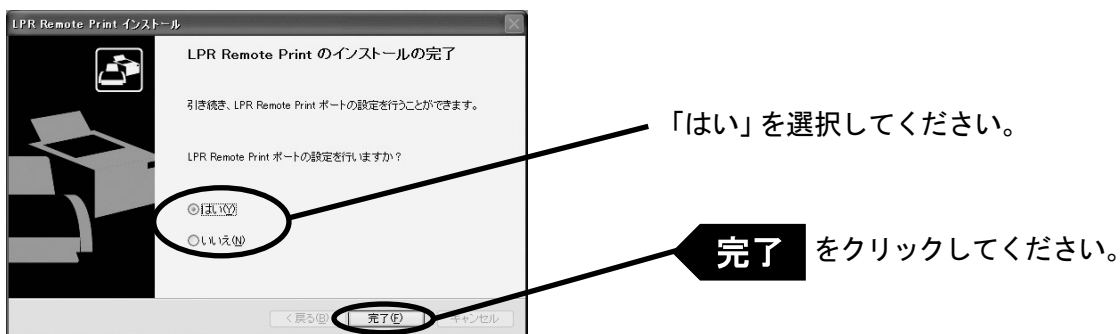 LPR Remote Print インストール
LPR Remote Print のインストールの完了
引き続き、LPR Remote Print ポートの設定を行うことができます。
LPR Remote Print ポートの設定を行いますか?
はい(Y)
いいえ(N)
「はい」を選択してください。
完了 をクリックしてください。
< 戻る(B) 完了(F) キャンセル